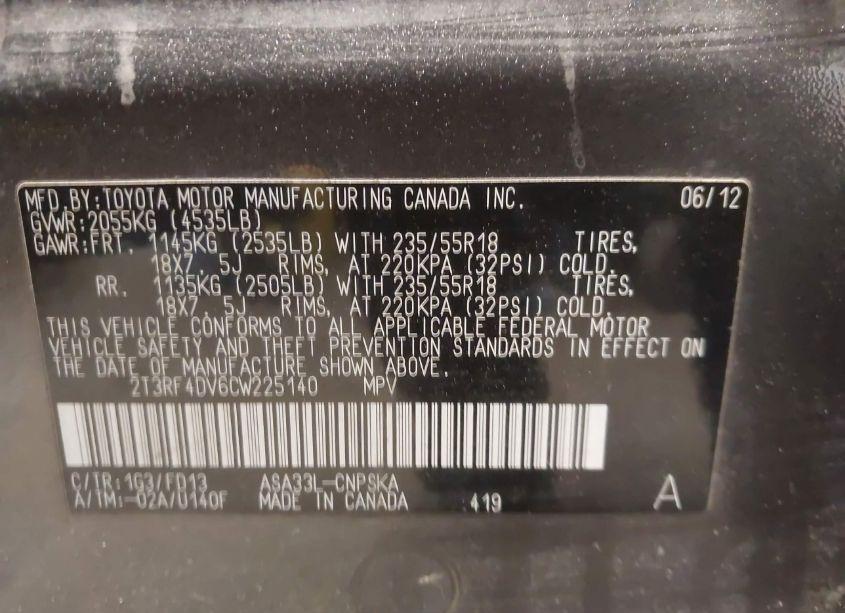 MFD.BY:TOYOTA MOTOR MANUFACTURING CANADA INC. 06/12
GVWR:2055KG (4535LB)
GAWR:FRT. 1145KG (2535LB) WITH 235/55R18 TIRES,
18X7.5J RIMS, AT 220KPA (32PSI) COLD.
RR. 1135KG (2505LB) WITH 235/55R18 TIRES,
18X7.5J RIMS, AT 220KPA (32PSI) COLD.
THIS VEHICLE CONFORMS TO ALL APPLICABLE FEDERAL MOTOR
VEHICLE SAFETY AND THEFT PREVENTION STANDARDS IN EFFECT ON
THE DATE OF MANUFACTURE SHOWN ABOVE.
2T3RF4DV6CW225140 MPV
C/TR:1G3/FD13 ASA33L-CNPSKA
A/TM:-02A/U140F MADE IN CANADA 419 A